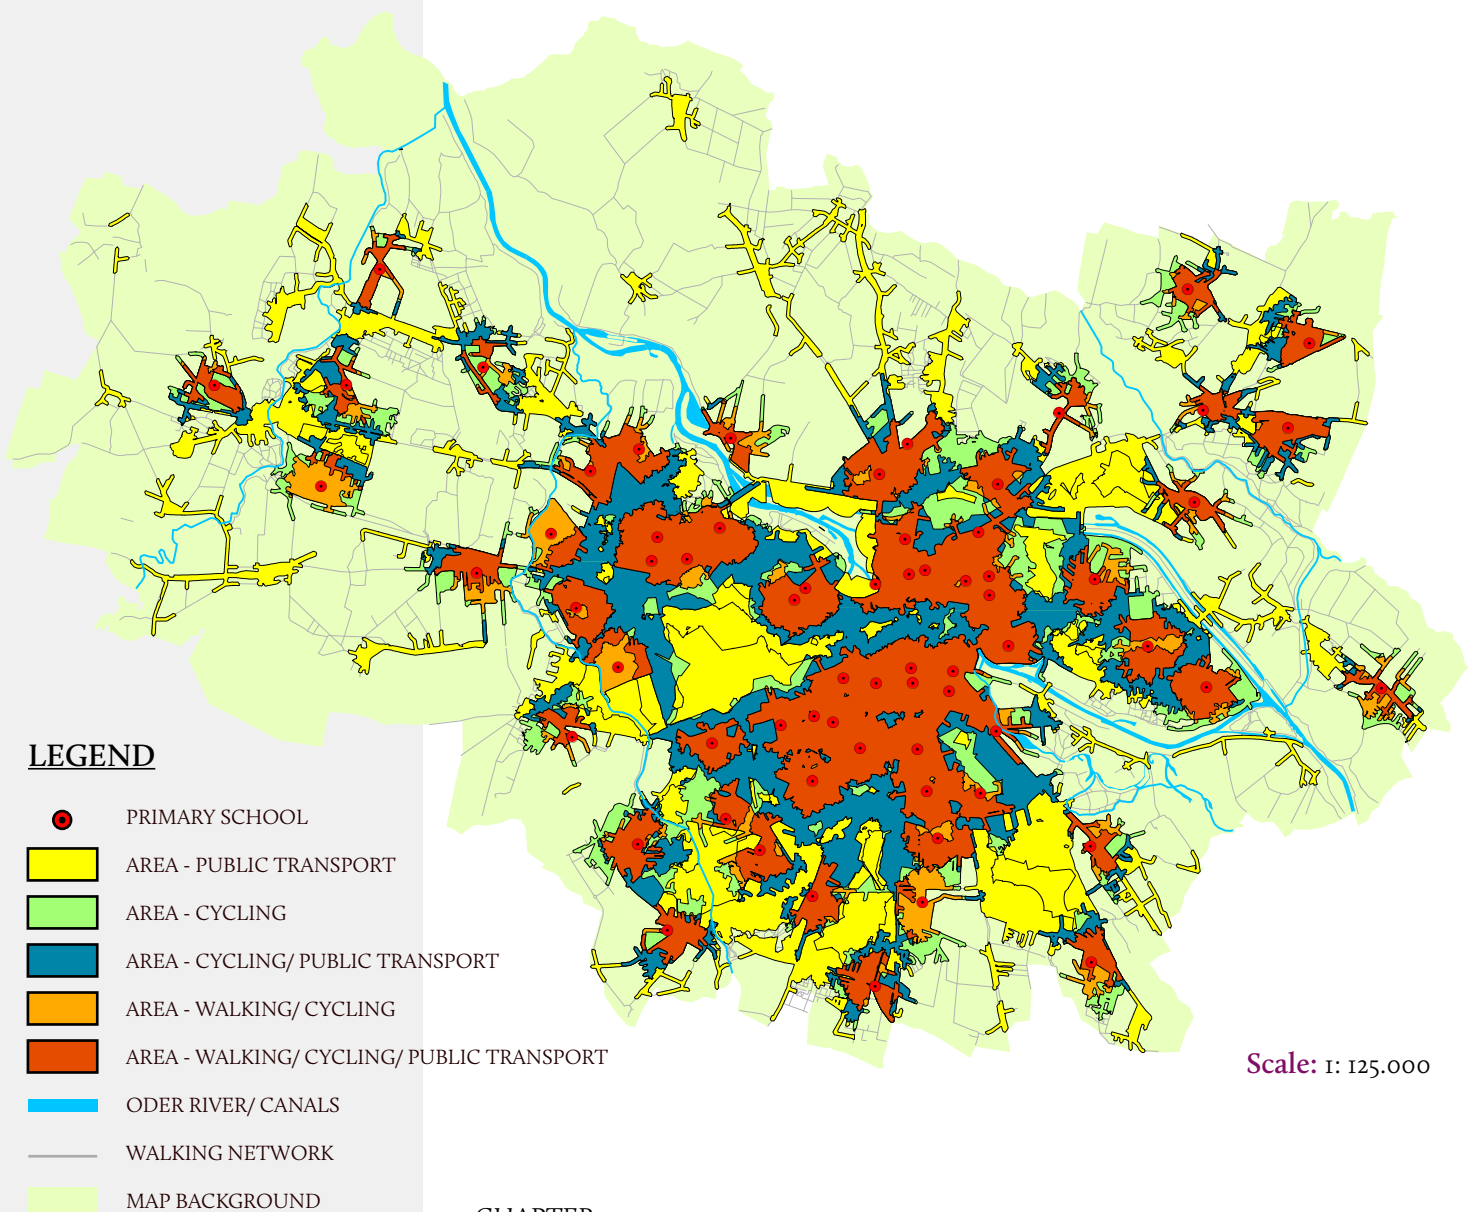 LEGEND
PRIMARY SCHOOL
AREA - PUBLIC TRANSPORT
AREA - CYCLING
AREA - CYCLING/ PUBLIC TRANSPORT
AREA - WALKING/ CYCLING
AREA - WALKING/ CYCLING/ PUBLIC TRANSPORT
Scale: 1: 125.000
ODER RIVER/ CANALS
WALKING NETWORK
MAP BACKGROUND
CHAPTER